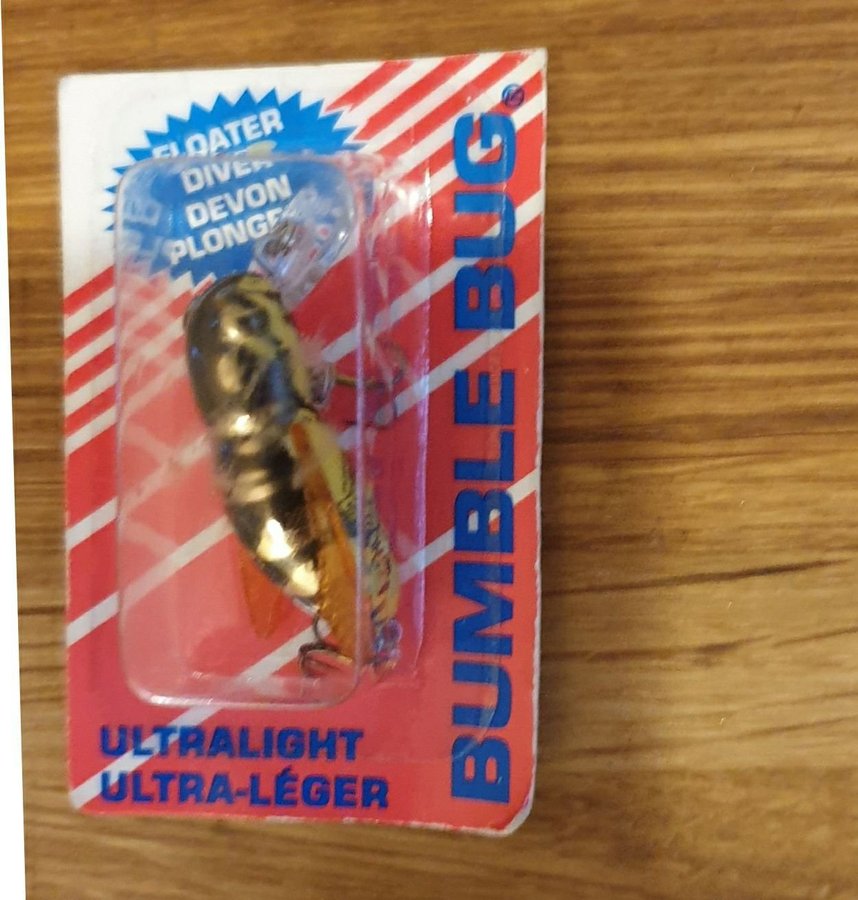 FLOATER
DIVER
DEVON
PLONGE
BUMBLE BUG®
ULTRALIGHT
ULTRA-LÉGER